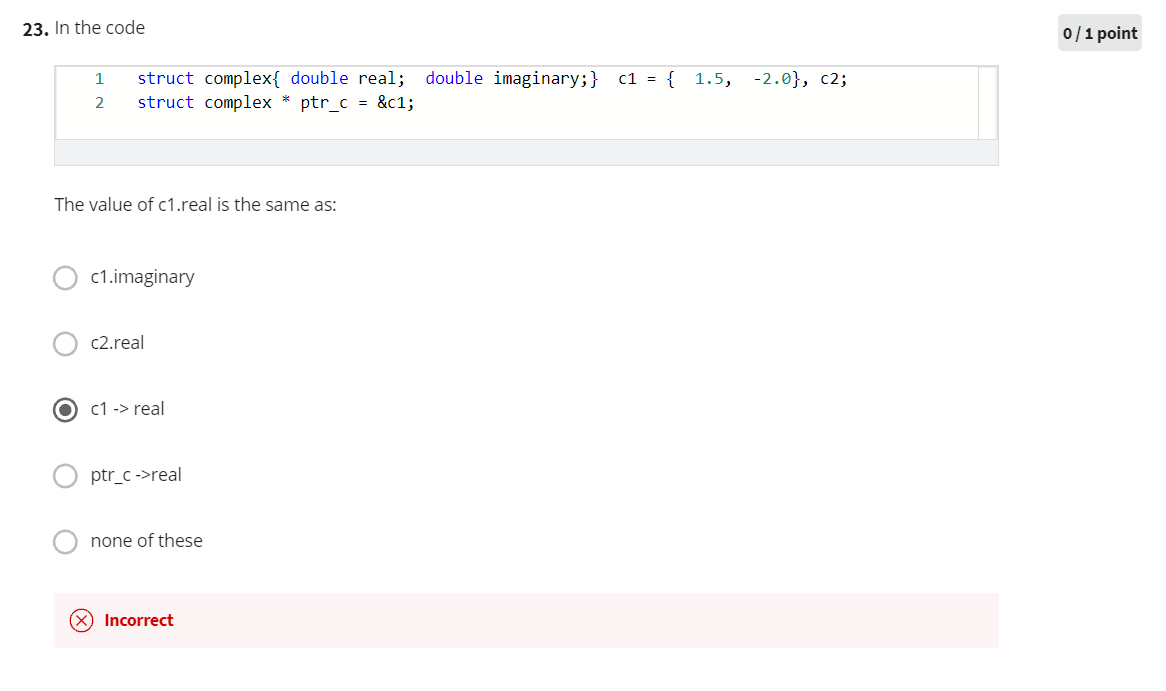 23. In the code
0 / 1 point
1 struct complex{ double real;  double imaginary;}  c1 = {  1.5,  -2.0}, c2;
2 struct complex * ptr_c = &c1;
The value of c1.real is the same as:
c1.imaginary
c2.real
c1 -> real
ptr_c ->real
none of these
Incorrect